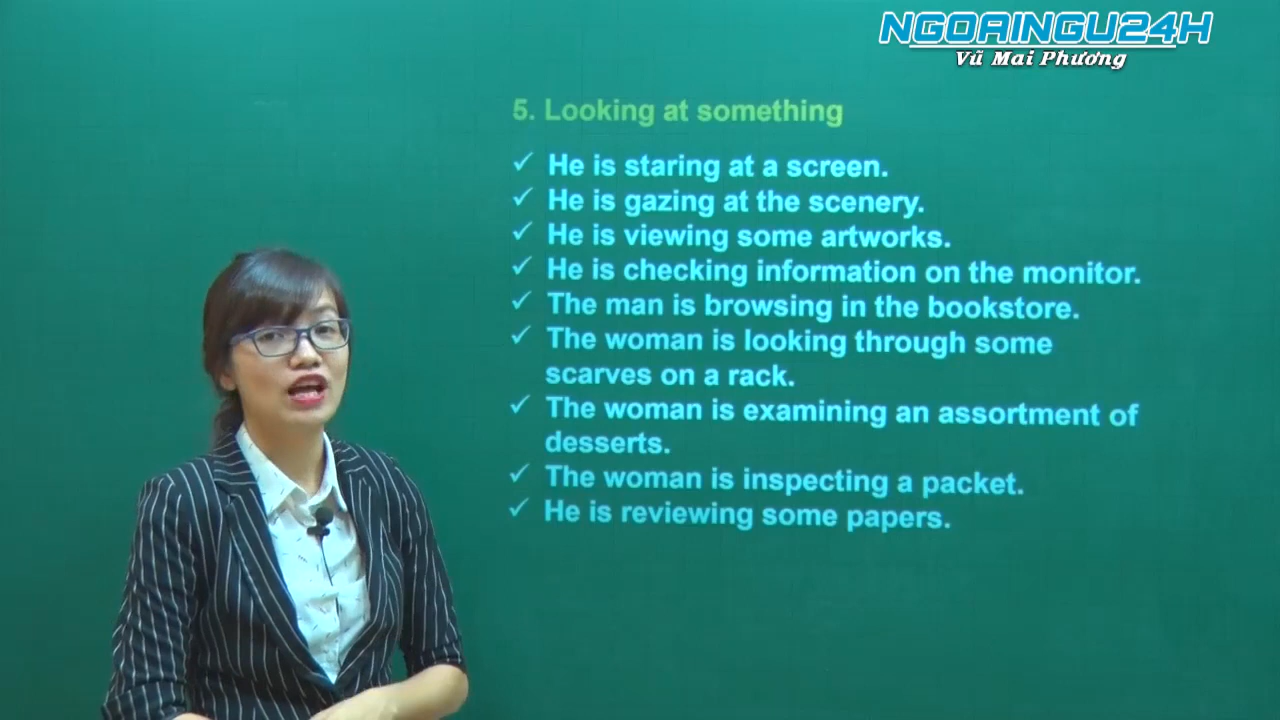 NGOAINGU24H
Vũ Mai Phương
5. Looking at something
✓ He is staring at a screen.
✓ He is gazing at the scenery.
✓ He is viewing some artworks.
✓ He is checking information on the monitor.
✓ The man is browsing in the bookstore.
✓ The woman is looking through some
scarves on a rack.
✓ The woman is examining an assortment of
desserts.
✓ The woman is inspecting a packet.
✓ He is reviewing some papers.